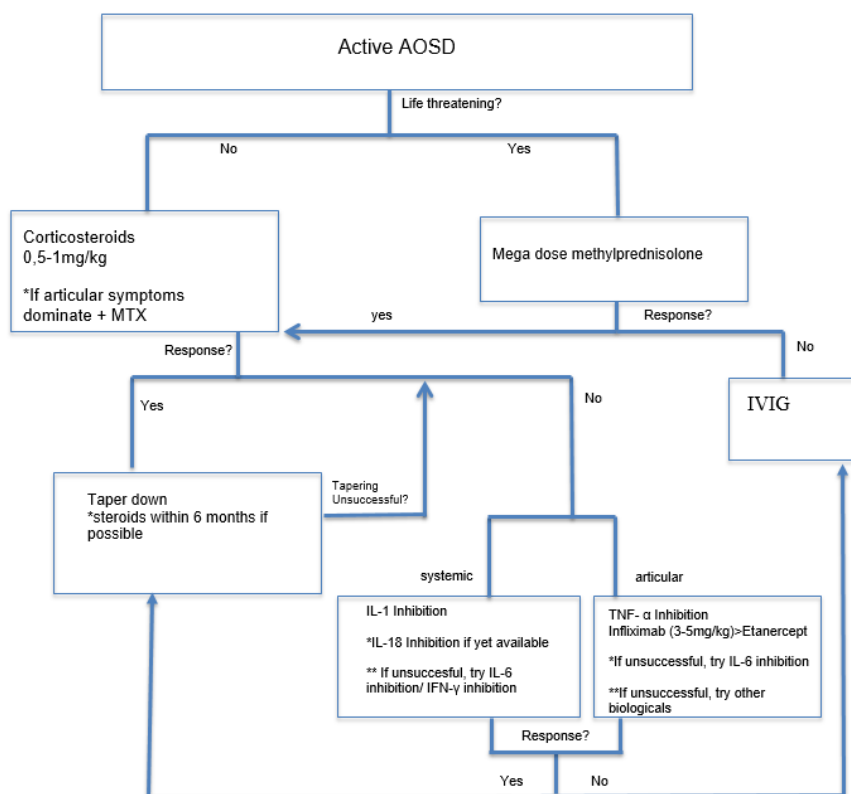 Active AOSD
Life threatening?
No
Yes
Corticosteroids
0,5-1mg/kg
*If articular symptoms
dominate + MTX
Mega dose methylprednisolone
yes
Response?
Response?
No
IVIG
Yes
No
Tapering
Unsuccessful?
Taper down
*steroids within 6 months if
possible
systemic
articular
IL-1 Inhibition
*IL-18 Inhibition if yet available
** If unsuccesful, try IL-6
inhibition/ IFN-γ inhibition
TNF- α Inhibition
Infliximab (3-5mg/kg)>Etanercept
*If unsuccessful, try IL-6 inhibition
**If unsuccessful, try other
biologicals
Response?
Yes
No